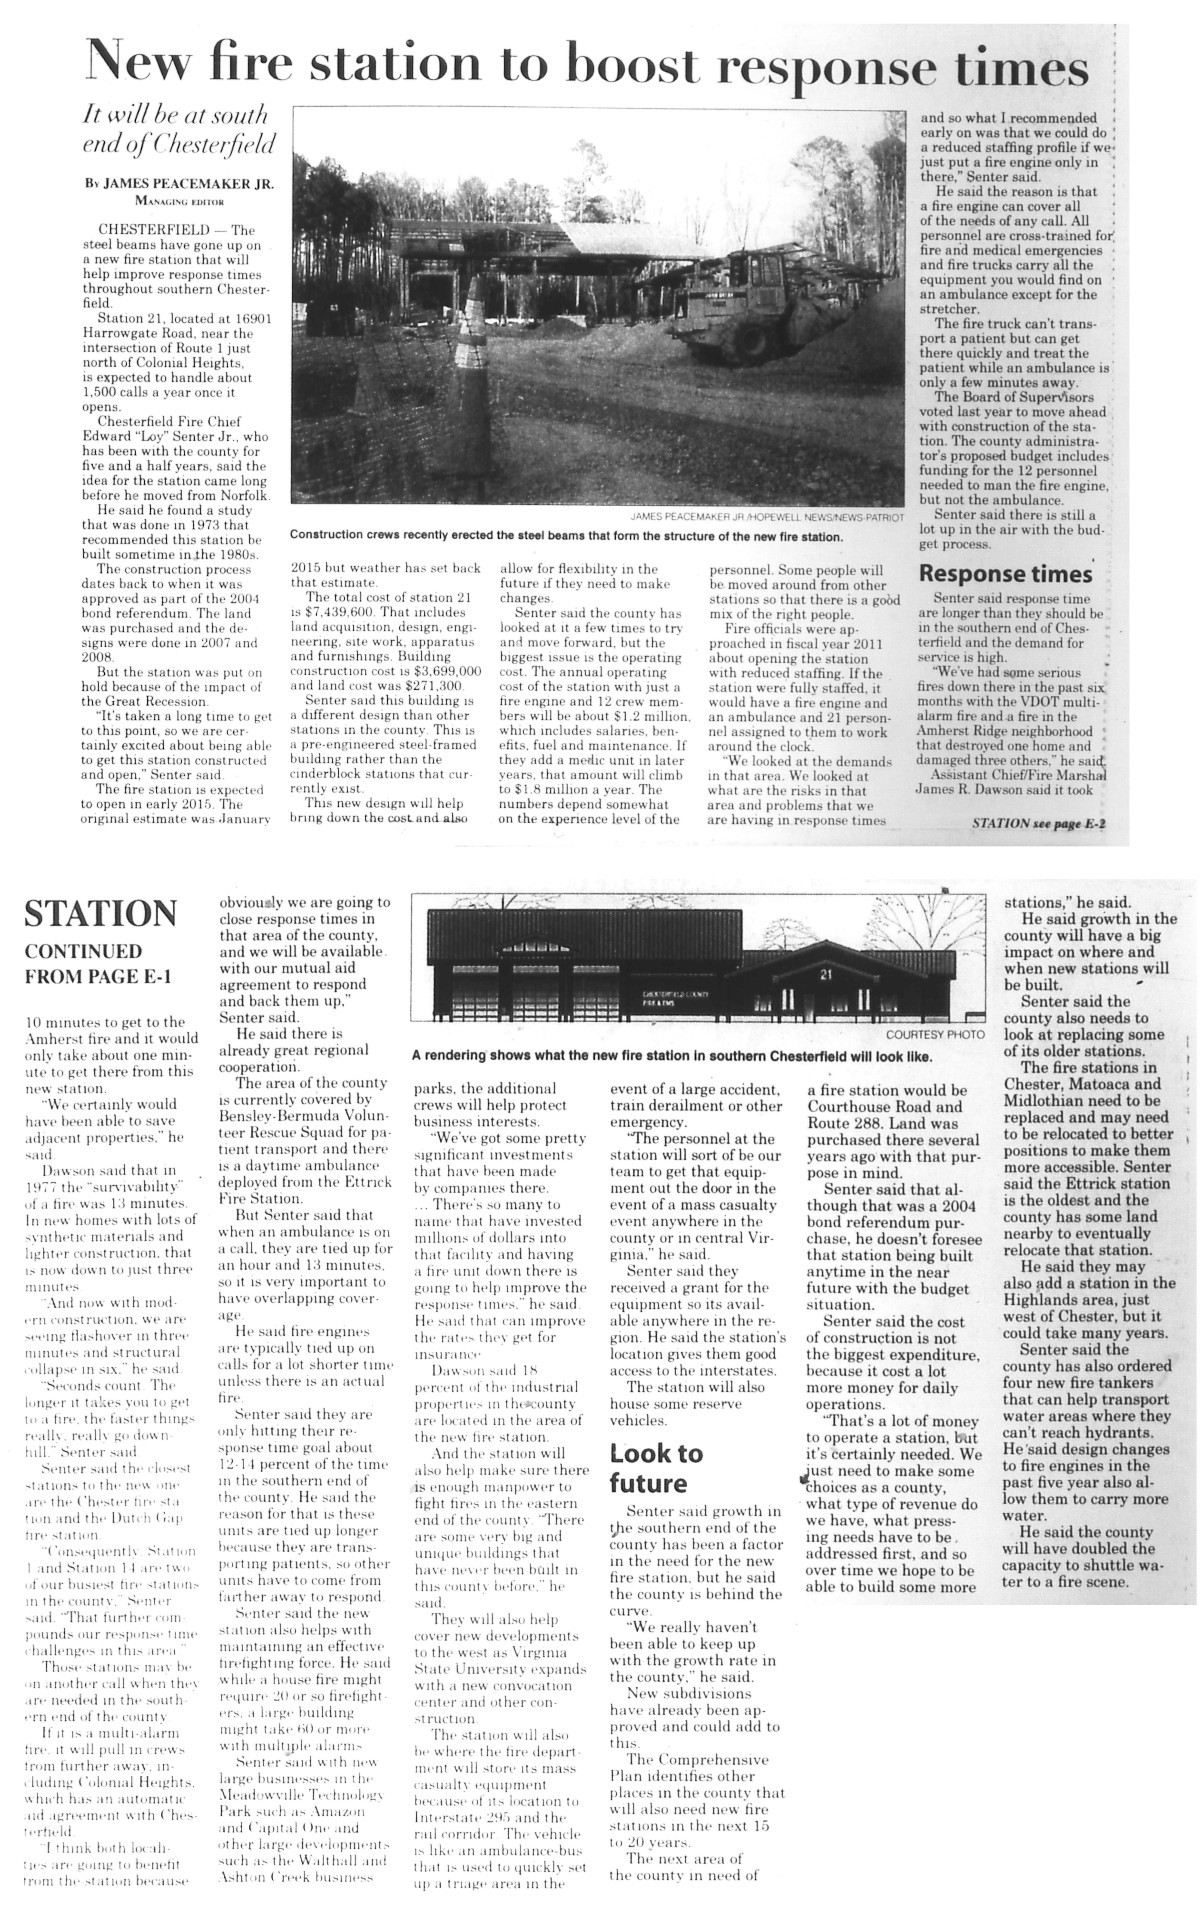 New fire station to boost response times
It will be at south
end of Chesterfield
By JAMES PEACEMAKER JR.
MANAGING EDITOR
CHESTERFIELD — The
steel beams have gone up on
a new fire station that will
help improve response times
throughout southern Chester-
field.
Station 21, located at 16901
Harrowgate Road, near the
intersection of Route 1 just
north of Colonial Heights,
is expected to handle about
1,500 calls a year once it
opens.
Chesterfield Fire Chief
Edward "Loy" Senter Jr., who
has been with the county for
five and a half years, said the
idea for the station came long
before he moved from Norfolk.
He said he found a study
that was done in 1973 that
recommended this station be
built sometime in the 1980s.
The construction process
dates back to when it was
approved as part of the 2004
bond referendum. The land
was purchased and the de-
signs were done in 2007 and
2008.
But the station was put on
hold because of the impact of
the Great Recession.
"It's taken a long time to get
to this point, so we are cer-
tainly excited about being able
to get this station constructed
and open," Senter said.
The fire station is expected
to open in early 2015. The
original estimate was January
JAMES PEACEMAKER JR./HOPEWELL NEWS/NEWS-PATRIOT
Construction crews recently erected the steel beams that form the structure of the new fire station.
2015 but weather has set back
that estimate.
The total cost of station 21
is $7,439,600. That includes
land acquisition, design, engi-
neering, site work, apparatus
and furnishings. Building
construction cost is $3,699,000
and land cost was $271,300.
Senter said this building is
a different design than other
stations in the county. This is
a pre-engineered steel-framed
building rather than the
cinderblock stations that cur-
rently exist.
This new design will help
bring down the cost and also
allow for flexibility in the
future if they need to make
changes.
Senter said the county has
looked at it a few times to try
and move forward, but the
biggest issue is the operating
cost. The annual operating
cost of the station with just a
fire engine and 12 crew mem-
bers will be about $1.2 million,
which includes salaries, ben-
efits, fuel and maintenance. If
they add a medic unit in later
years, that amount will climb
to $1.8 million a year. The
numbers depend somewhat
on the experience level of the
personnel. Some people will
be moved around from other
stations so that there is a good
mix of the right people.
Fire officials were ap-
proached in fiscal year 2011
about opening the station
with reduced staffing. If the
station were fully staffed, it
would have a fire engine and
an ambulance and 21 person-
nel assigned to them to work
around the clock.
"We looked at the demands
in that area. We looked at
what are the risks in that
area and problems that we
are having in response times
and so what I recommended
early on was that we could do
a reduced staffing profile if we
just put a fire engine only in
there," Senter said.
He said the reason is that
a fire engine can cover all
of the needs of any call. All
personnel are cross-trained for
fire and medical emergencies
and fire trucks carry all the
equipment you would find on
an ambulance except for the
stretcher.
The fire truck can't trans-
port a patient but can get
there quickly and treat the
patient while an ambulance is
only a few minutes away.
The Board of Supervisors
voted last year to move ahead
with construction of the sta-
tion. The county administra-
tor's proposed budget includes
funding for the 12 personnel
needed to man the fire engine,
but not the ambulance.
Senter said there is still a
lot up in the air with the bud-
get process.
Response times
Senter said response time
are longer than they should be
in the southern end of Ches-
terfield and the demand for
service is high.
"We've had some serious
fires down there in the past six
months with the VDOT multi-
alarm fire and a fire in the
Amherst Ridge neighborhood
that destroyed one home and
damaged three others," he said.
Assistant Chief/Fire Marshal
James R. Dawson said it took
STATION see page E-2
STATION
CONTINUED
FROM PAGE E-1
10 minutes to get to the
Amherst fire and it would
only take about one min-
ute to get there from this
new station.
"We certainly would
have been able to save
adjacent properties," he
said.
Dawson said that in
1977 the "survivability"
of a fire was 13 minutes.
In new homes with lots of
synthetic materials and
lighter construction, that
is now down to just three
minutes.
"And now with mod-
ern construction, we are
seeing flashover in three
minutes and structural
collapse in six," he said.
"Seconds count. The
longer it takes you to get
to a fire, the faster things
really, really go down-
hill." Senter said
Senter said the closest
stations to the new one
are the Chester fire sta
tion and the Dutch Gap
fire station.
"Consequently, Station
1 and Station 14 are two
of our busiest fire stations
in the county," Senter
said. "That further com-
pounds our response time
challenges in this area."
Those stations may be
on another call when they
are needed in the south-
ern end of the county.
If it is a multi-alarm
fire, it will pull in crews
from further away, in-
cluding Colonial Heights,
which has an automatic
aid agreement with Ches-
terfield.
"I think both locali-
ties are going to benefit
from the station because
obviously we are going to
close response times in
that area of the county,
and we will be available
with our mutual aid
agreement to respond
and back them up,"
Senter said.
He said there is
already great regional
cooperation.
The area of the county
is currently covered by
Bensley-Bermuda Volun-
teer Rescue Squad for pa-
tient transport and there
is a daytime ambulance
deployed from the Ettrick
Fire Station.
But Senter said that
when an ambulance is on
a call, they are tied up for
an hour and 13 minutes,
so it is very important to
have overlapping cover-
age.
He said fire engines
are typically tied up on
calls for a lot shorter time
unless there is an actual
fire.
Senter said they are
only hitting their re-
sponse time goal about
12-14 percent of the time
in the southern end of
the county. He said the
reason for that is these
units are tied up longer
because they are trans-
porting patients, so other
units have to come from
farther away to respond.
Senter said the new
station also helps with
maintaining an effective
firefighting force. He said
while a house fire might
require 20 or so firefight-
ers, a large building
might take 60 or more
with multiple alarms.
Senter said with new
large businesses in the
Meadowville Technology
Park such as Amazon
and Capital One and
other large developments
such as the Walthall and
Ashton Creek business
21
CHESTERFIELD COUNTY
FIRE & EMS
COURTESY PHOTO
A rendering shows what the new fire station in southern Chesterfield will look like.
parks, the additional
crews will help protect
business interests.
"We've got some pretty
significant investments
that have been made
by companies there.
... There's so many to
name that have invested
millions of dollars into
that facility and having
a fire unit down there is
going to help improve the
response times," he said.
He said that can improve
the rates they get for
insurance.
Dawson said 18
percent of the industrial
properties in the county
are located in the area of
the new fire station.
And the station will
also help make sure there
is enough manpower to
fight fires in the eastern
end of the county. "There
are some very big and
unique buildings that
have never been built in
this county before," he
said.
They will also help
cover new developments
to the west as Virginia
State University expands
with a new convocation
center and other con-
struction.
The station will also
be where the fire depart-
ment will store its mass
casualty equipment
because of its location to
Interstate 295 and the
rail corridor. The vehicle
is like an ambulance-bus
that is used to quickly set
up a triage area in the
event of a large accident,
train derailment or other
emergency.
"The personnel at the
station will sort of be our
team to get that equip-
ment out the door in the
event of a mass casualty
event anywhere in the
county or in central Vir-
ginia," he said.
Senter said they
received a grant for the
equipment so its avail-
able anywhere in the re-
gion. He said the station's
location gives them good
access to the interstates.
The station will also
house some reserve
vehicles.
Look to
future
Senter said growth in
the southern end of the
county has been a factor
in the need for the new
fire station, but he said
the county is behind the
curve.
"We really haven't
been able to keep up
with the growth rate in
the county," he said.
New subdivisions
have already been ap-
proved and could add to
this.
The Comprehensive
Plan identifies other
places in the county that
will also need new fire
stations in the next 15
to 20 years.
The next area of
the county in need of
a fire station would be
Courthouse Road and
Route 288. Land was
purchased there several
years ago with that pur-
pose in mind.
Senter said that al-
though that was a 2004
bond referendum pur-
chase, he doesn't foresee
that station being built
anytime in the near
future with the budget
situation.
Senter said the cost
of construction is not
the biggest expenditure,
because it cost a lot
more money for daily
operations.
"That's a lot of money
to operate a station, but
it's certainly needed. We
just need to make some
choices as a county,
what type of revenue do
we have, what press-
ing needs have to be
addressed first, and so
over time we hope to be
able to build some more
stations," he said.
He said growth in the
county will have a big
impact on where and
when new stations will
be built.
Senter said the
county also needs to
look at replacing some
of its older stations.
The fire stations in
Chester, Matoaca and
Midlothian need to be
replaced and may need
to be relocated to better
positions to make them
more accessible. Senter
said the Ettrick station
is the oldest and the
county has some land
nearby to eventually
relocate that station.
He said they may
also add a station in the
Highlands area, just
west of Chester, but it
could take many years.
Senter said the
county has also ordered
four new fire tankers
that can help transport
water areas where they
can't reach hydrants.
He said design changes
to fire engines in the
past five year also al-
low them to carry more
water.
He said the county
will have doubled the
capacity to shuttle wa-
ter to a fire scene.